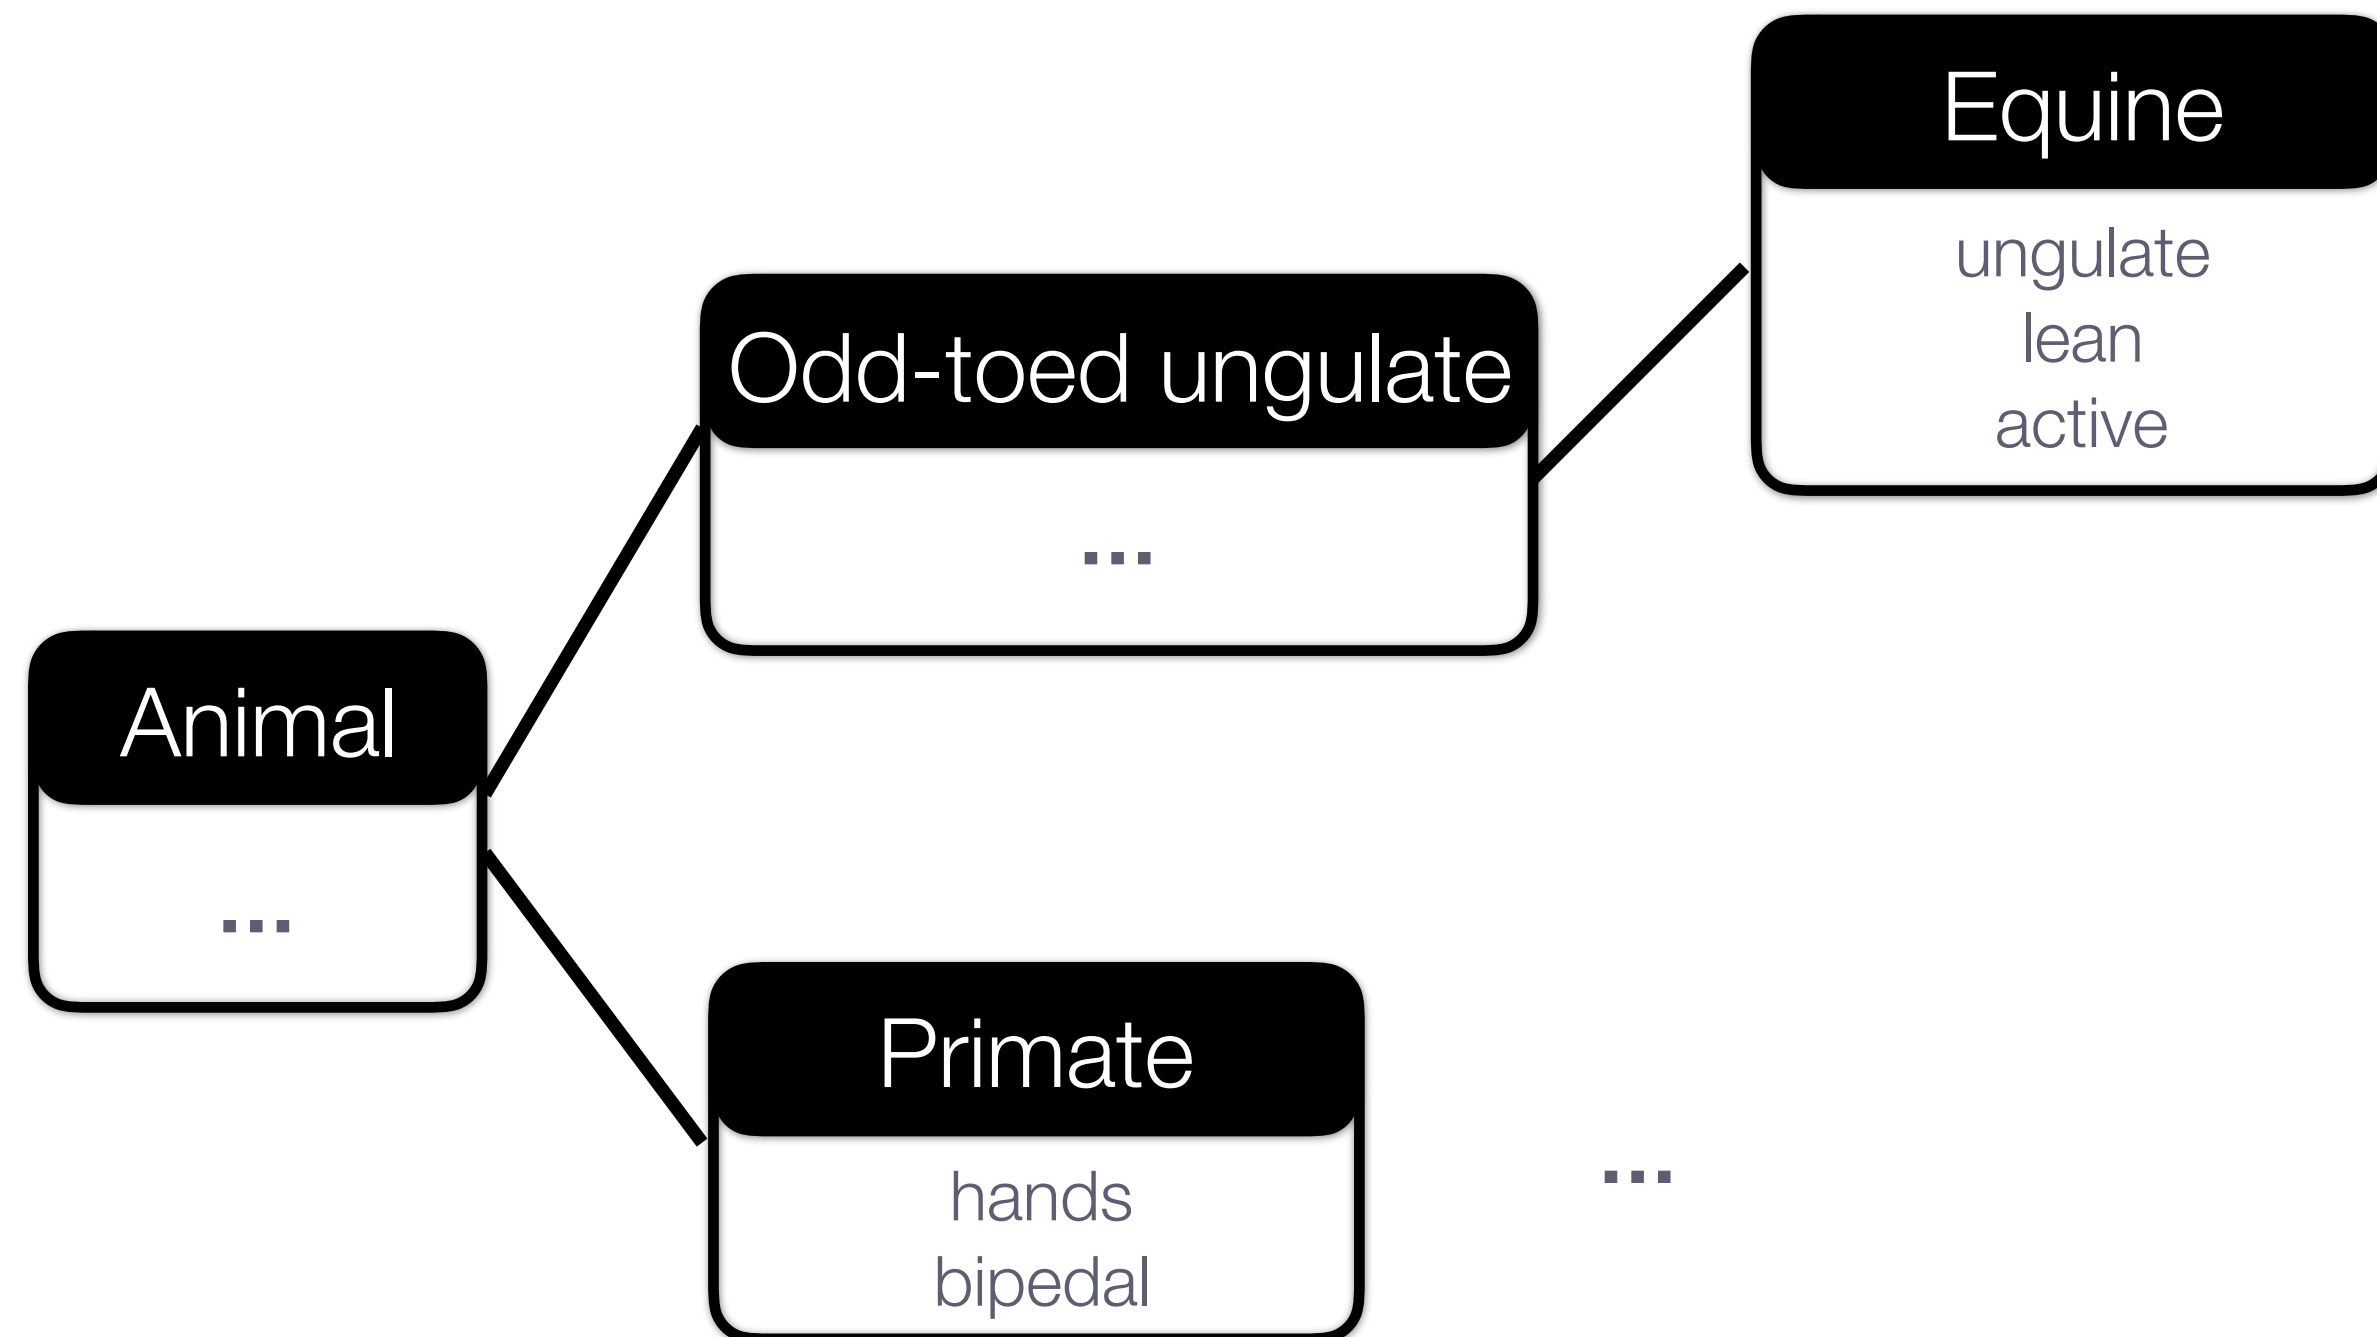 Equine
ungulate
lean
active
Odd-toed ungulate
...
Animal
...
Primate
hands
bipedal
...